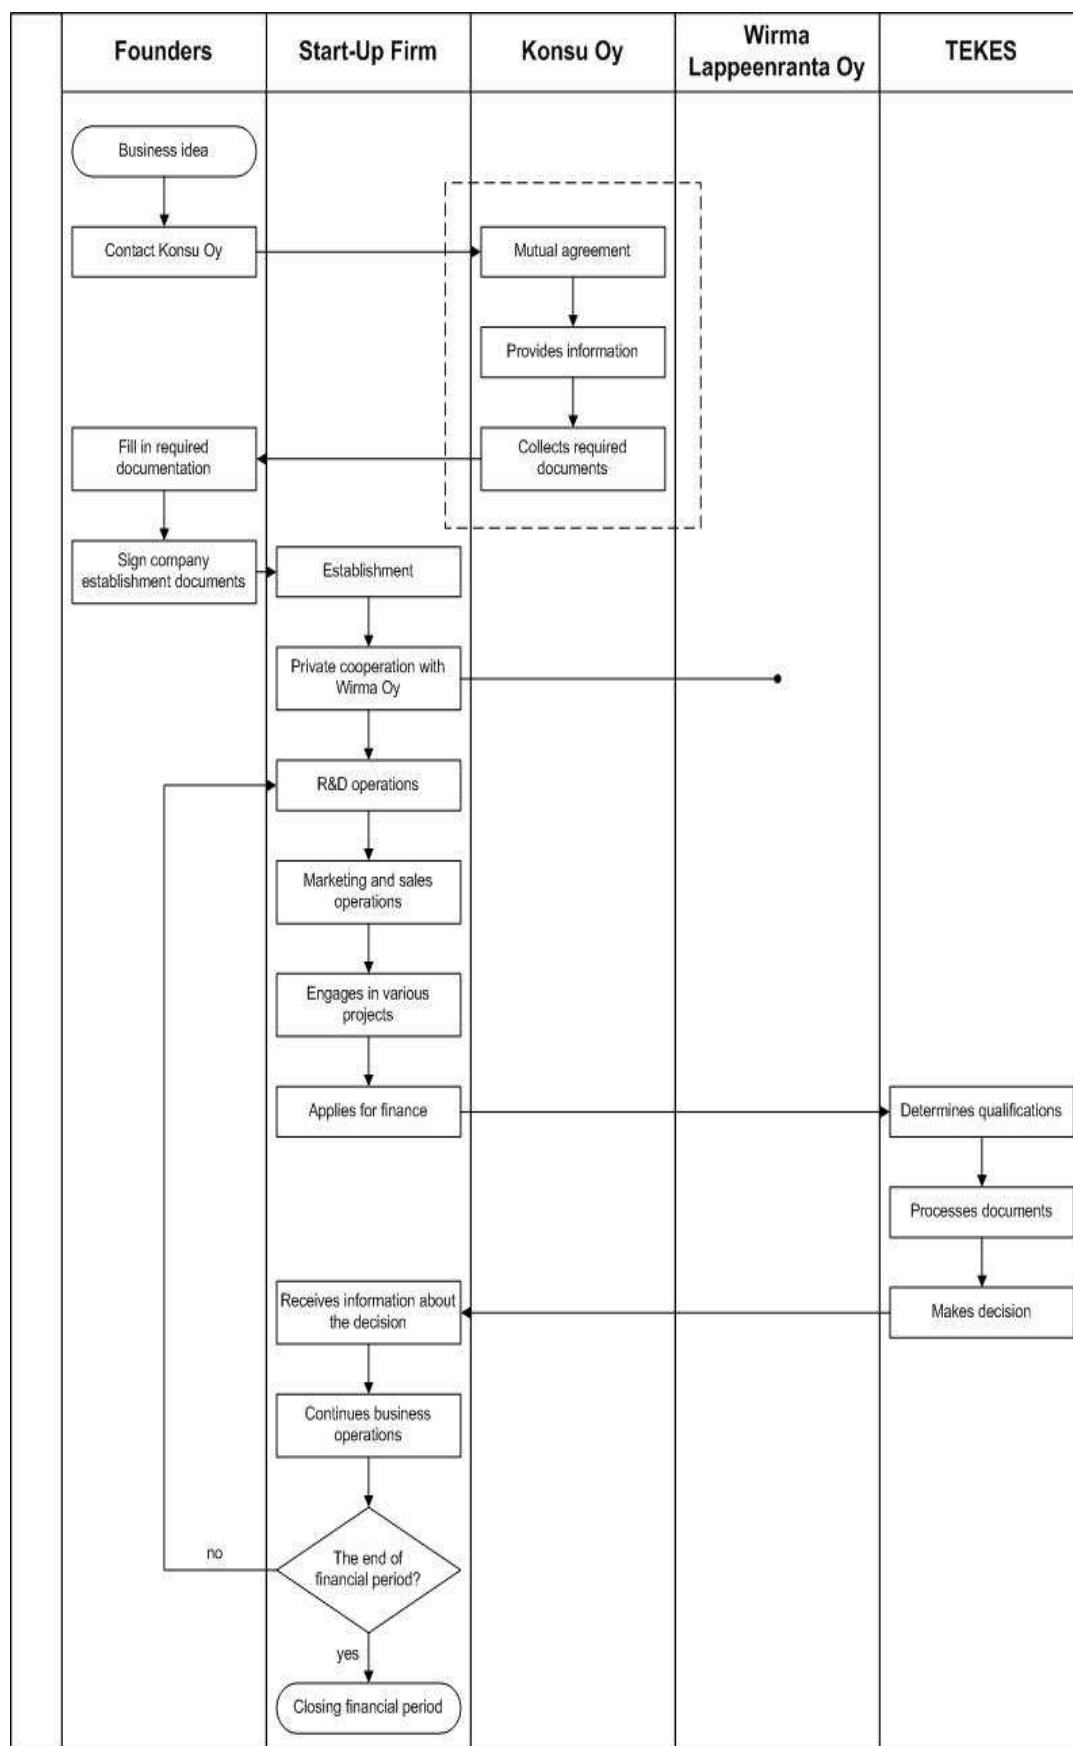 Founders
Start-Up Firm
Konsu Oy
Wirma
Lappeenranta Oy
TEKES
Business idea
Contact Konsu Oy
Mutual agreement
Provides information
Fill in required
documentation
Collects required
documents
Sign company
establishment documents
Establishment
Private cooperation with
Wirma Oy
R&D operations
Marketing and sales
operations
Engages in various
projects
Applies for finance
Determines qualifications
Processes documents
Receives information about
the decision
Makes decision
Continues business
operations
no
The end of
financial period?
yes
Closing financial period